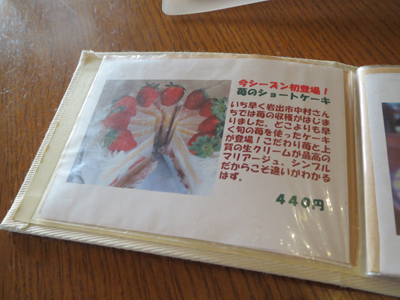 今シーズン初登場！
苺のショートケーキ
いち早く岩出市中村さん
ちでは苺の収穫がはじま
りました。どこよりも早
く旬の苺を使ったケーキ
が登場！こだわり苺と上
質の生クリームが最高の
マリアージュ。シンプル
だからこそ違いがわかる
はず。
440円